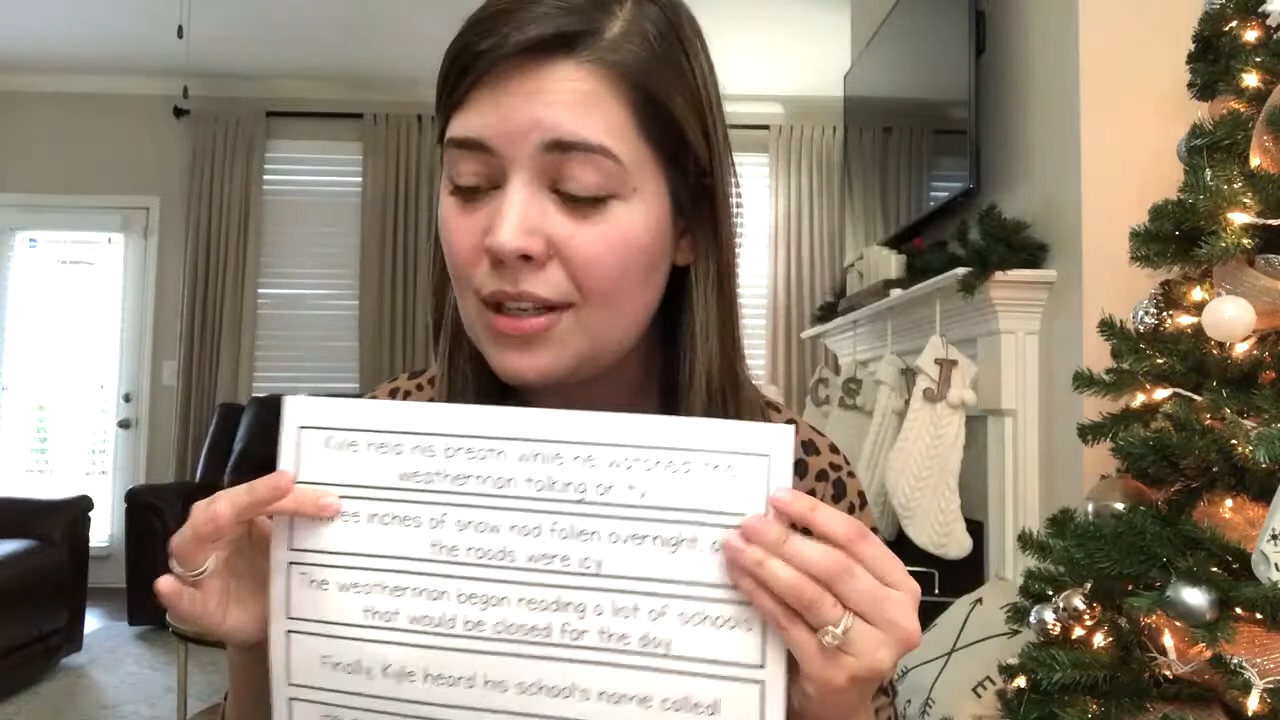 Kyle held his breath while he watched the
weatherman talking on tv
inches of snow had fallen overnight,
the roads were icy
The weatherman began reading a list of schools
that would be closed for the day
Finally, Kyle heard his school's name called!
C S J